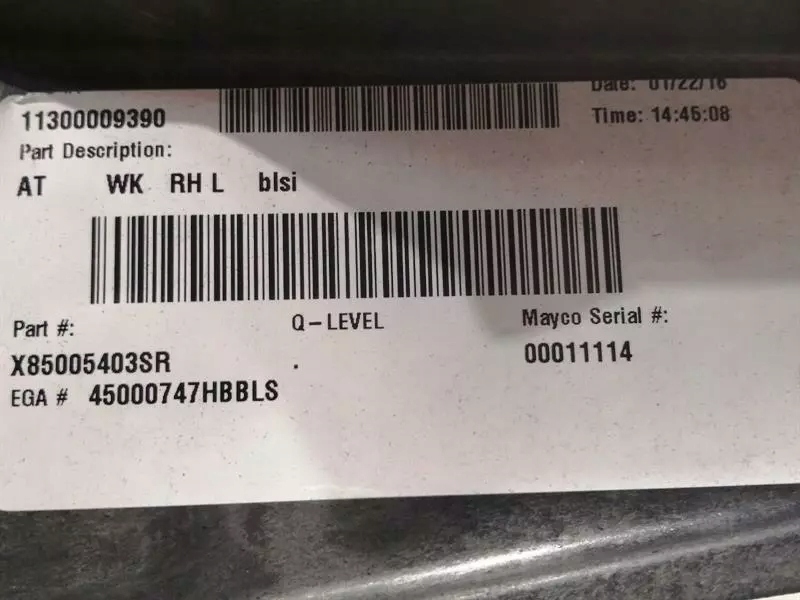 Date: 01/22/16
11300009390
Time: 14:45:08
Part Description:
AT WK RH L blsi
Part #: Q-LEVEL Mayco Serial #:
X85005403SR . 00011114
EGA # 45000747HBBLS